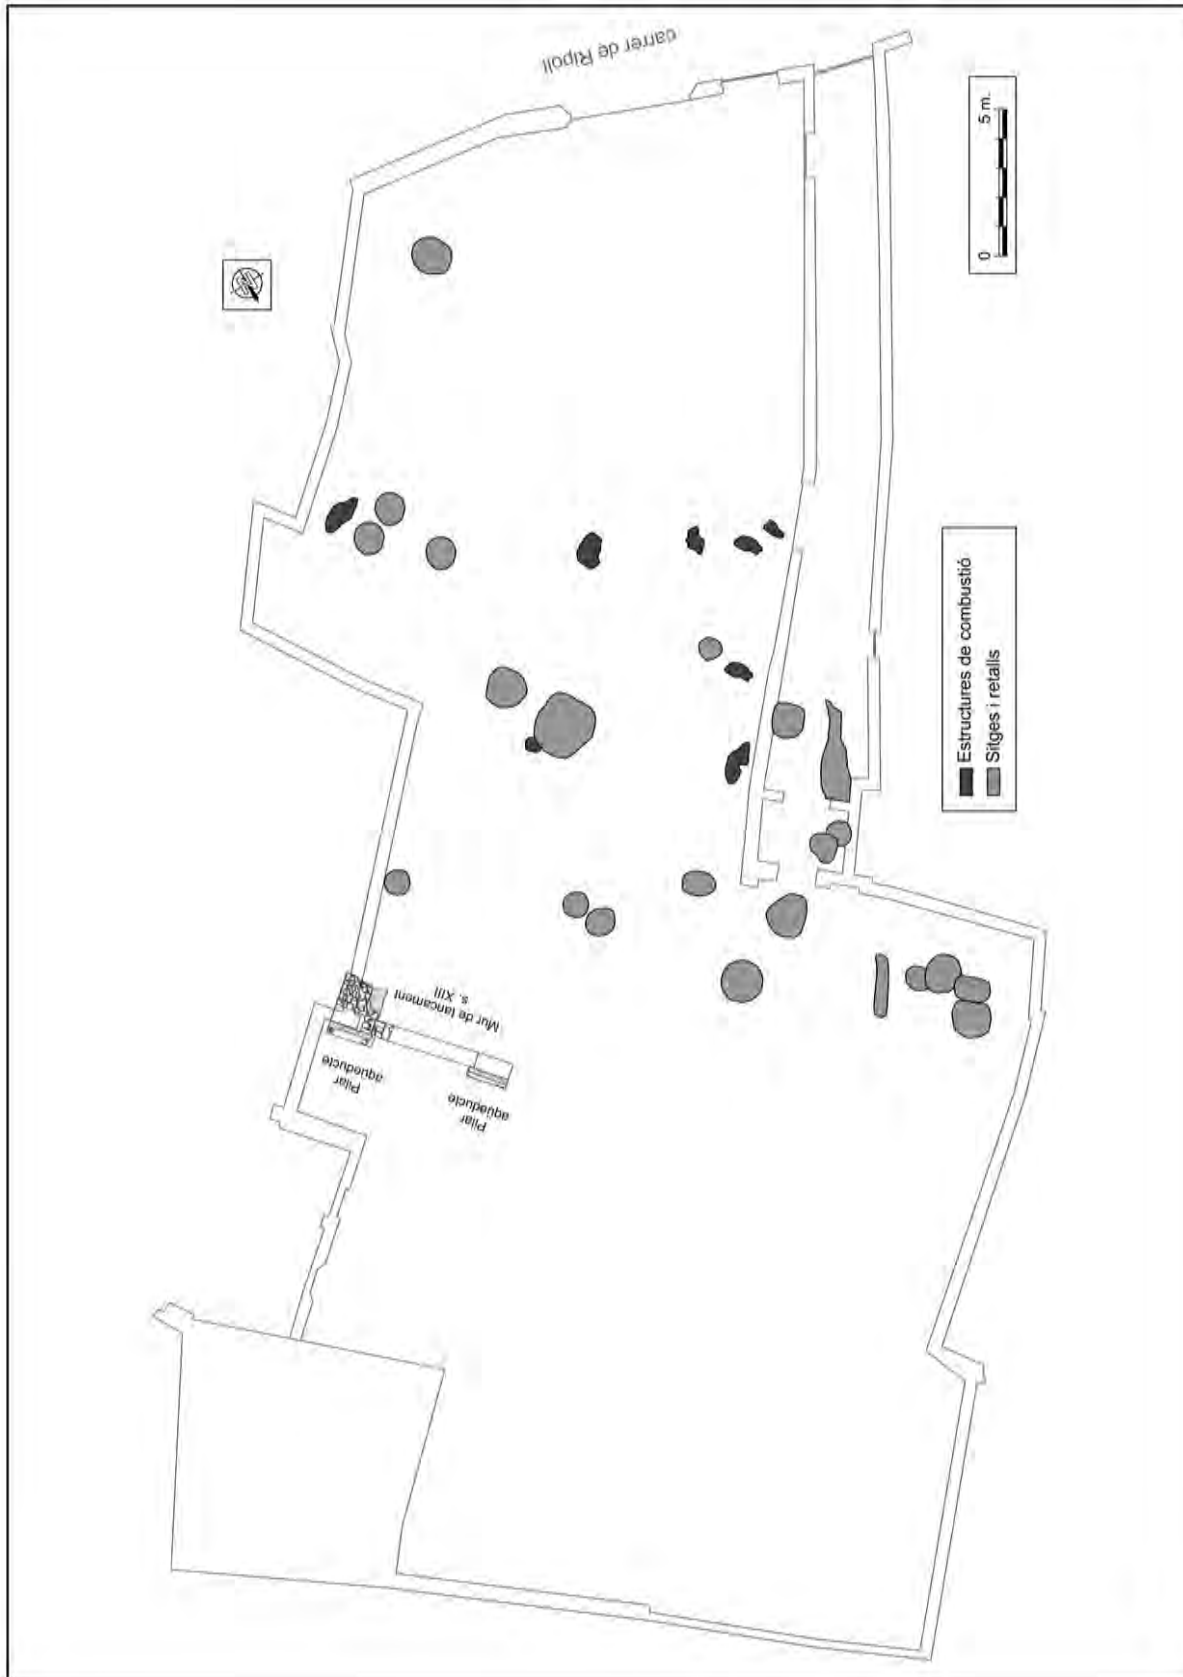 carrer de Ripoll
0 5 m.
Estructures de combustió
Sitges i retalls
Mur de tancament
s. XIII
Pilar
aqüeducte
Pilar
aqüeducte